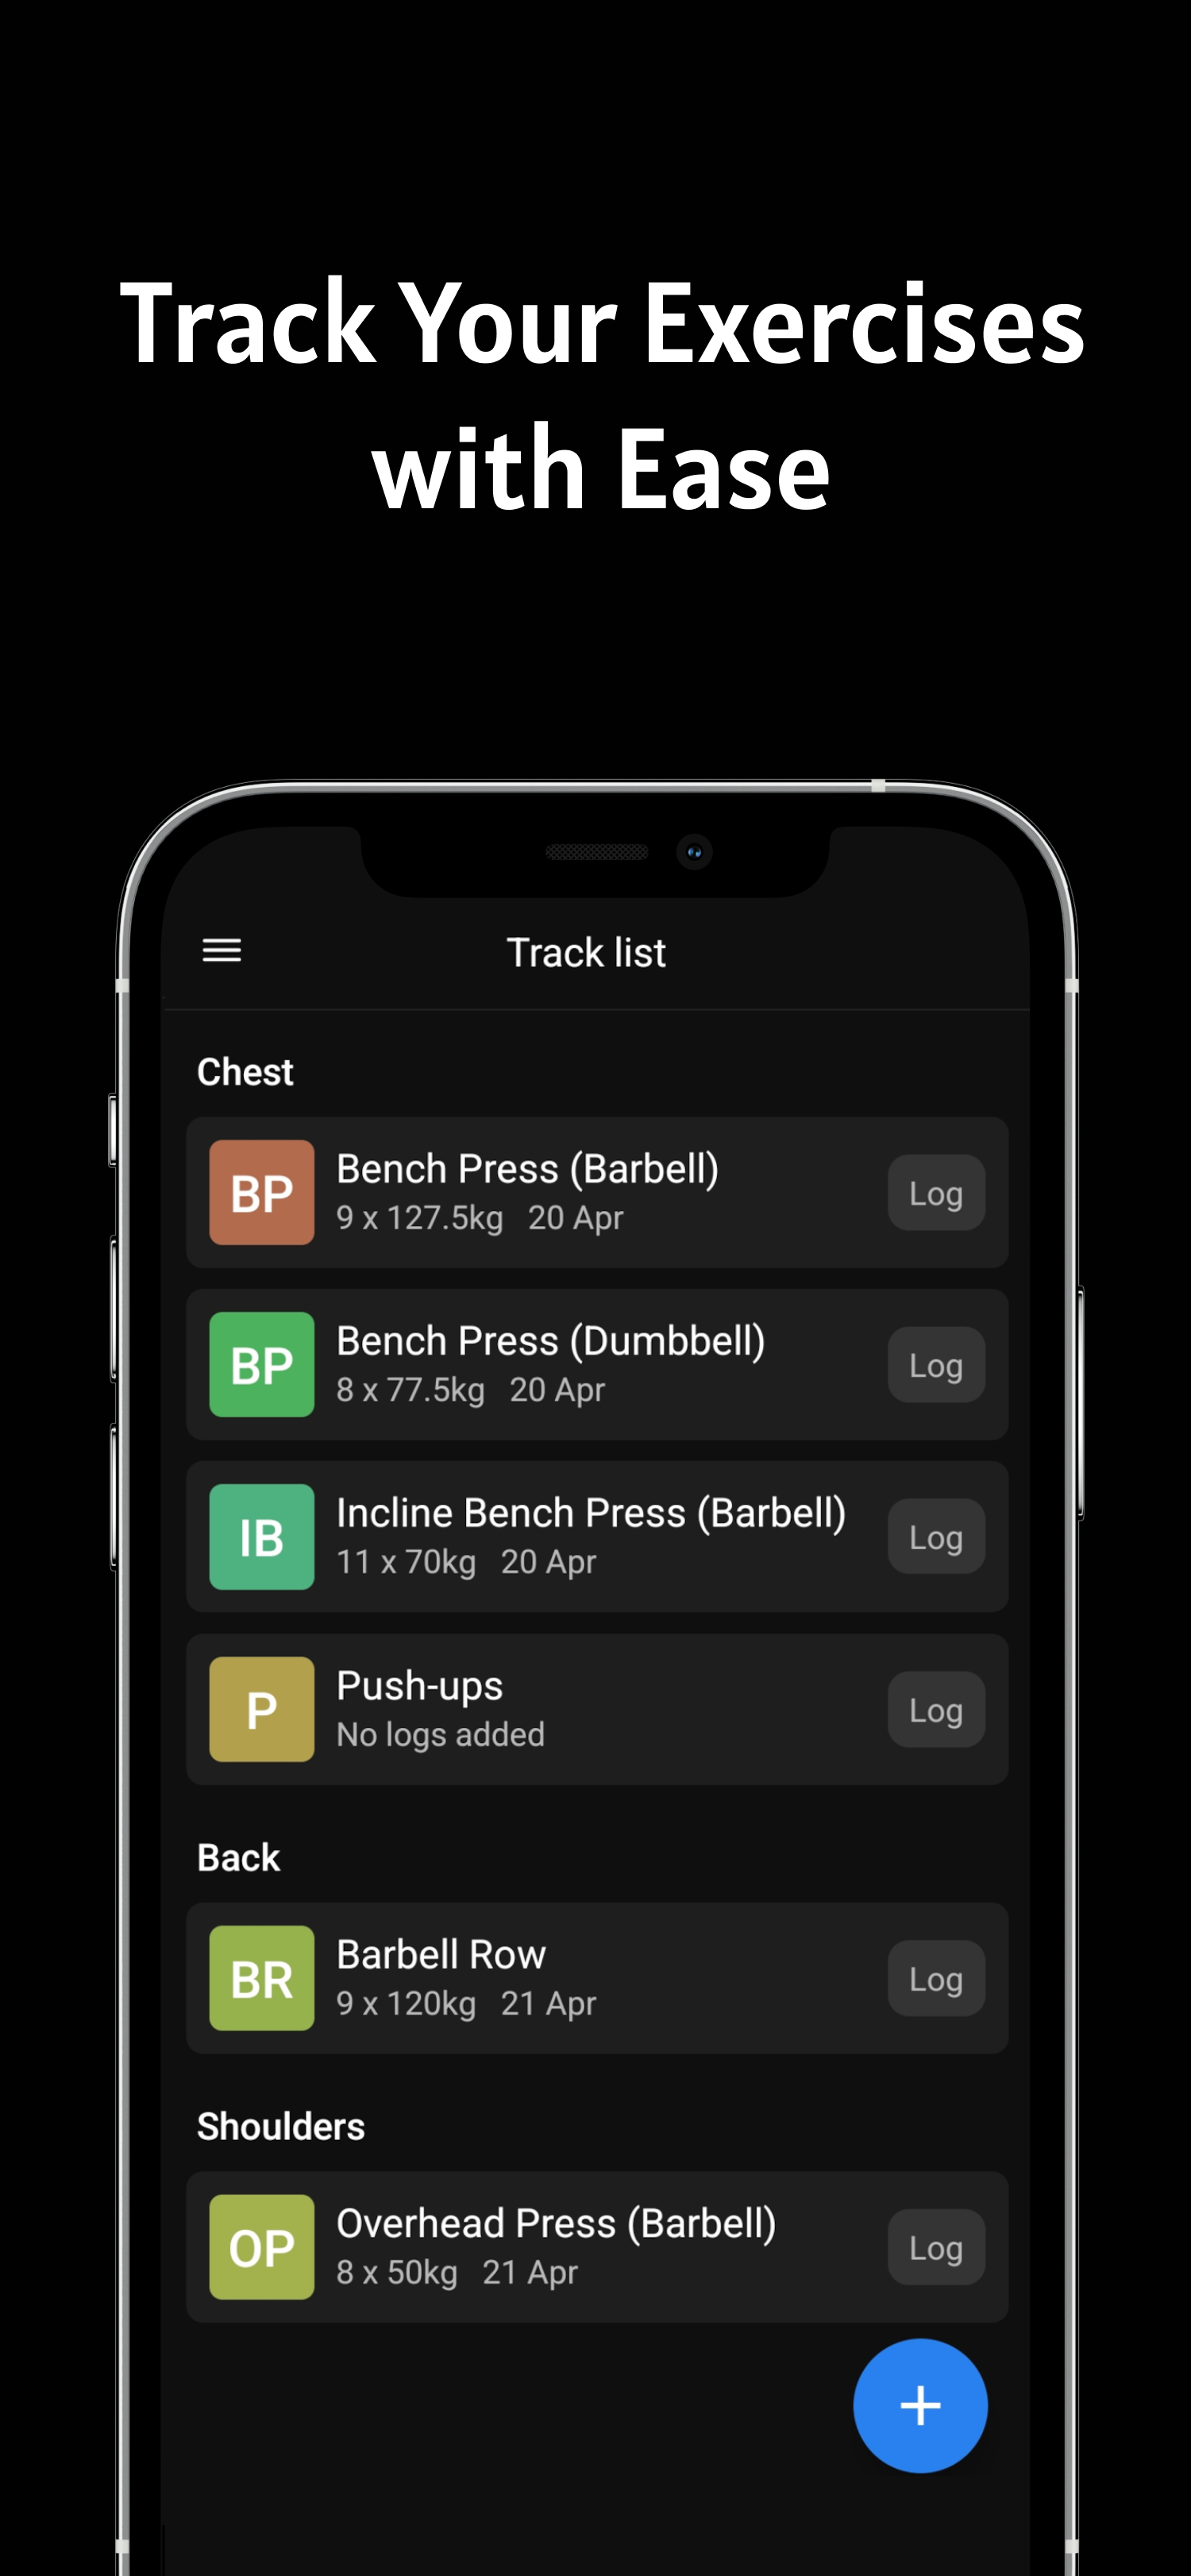 Track Your Exercises
with Ease
Track list
Chest
BP
Bench Press (Barbell)
9 x 127.5kg 20 Apr
Log
BP
Bench Press (Dumbbell)
8 x 77.5kg 20 Apr
Log
IB
Incline Bench Press (Barbell)
11 x 70kg 20 Apr
Log
P
Push-ups
No logs added
Log
Back
BR
Barbell Row
9 x 120kg 21 Apr
Log
Shoulders
OP
Overhead Press (Barbell)
8 x 50kg 21 Apr
Log
+